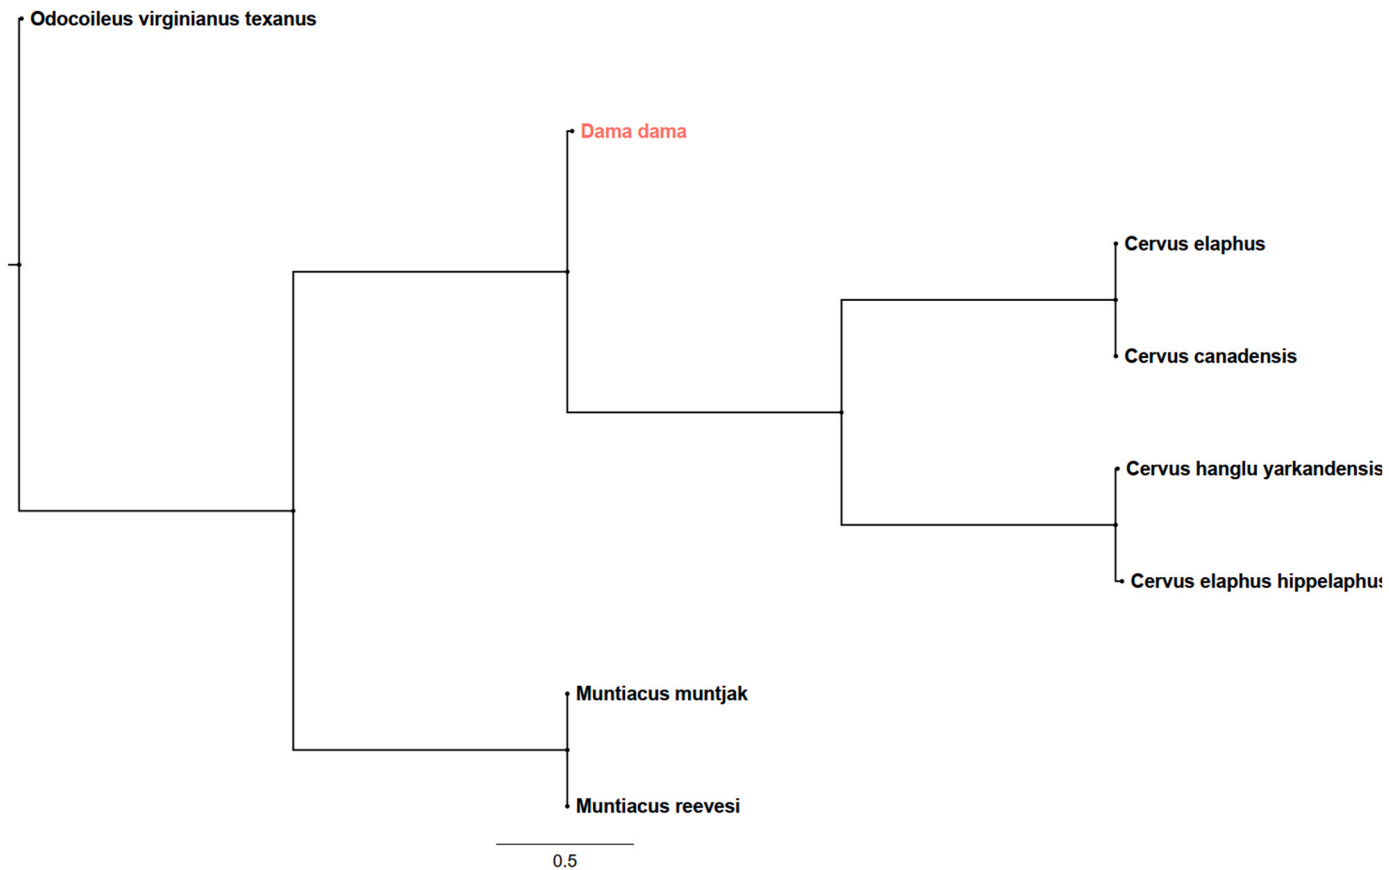 Odocoileus virginianus texanus
Dama dama
Cervus elaphus
Cervus canadensis
Cervus hanglu yarkandensis
Cervus elaphus hippelaphus
Muntiacus muntjak
Muntiacus reevesi
0.5